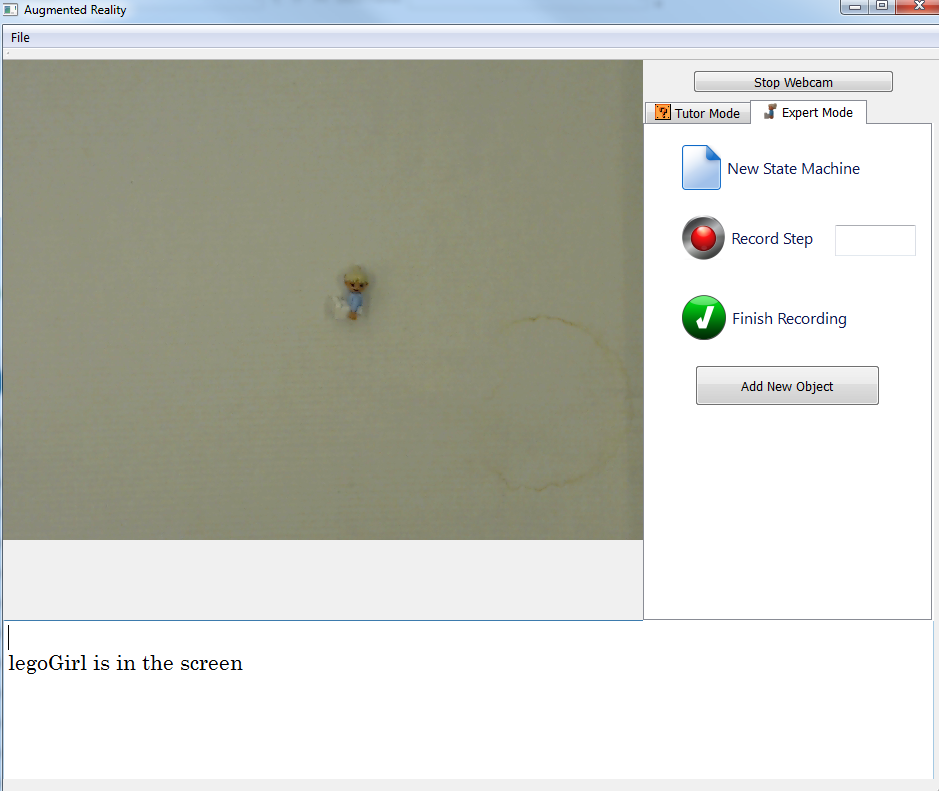 Augmented Reality
File
Stop Webcam
Tutor Mode
Expert Mode
New State Machine
Record Step
Finish Recording
Add New Object
legoGirl is in the screen